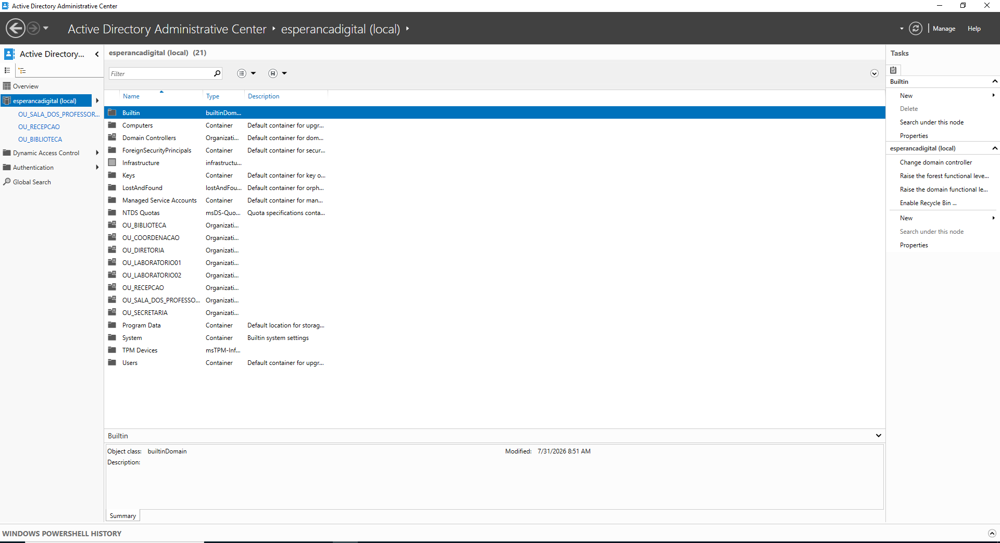 Active Directory Administrative Center
Active Directory Administrative Center esperancadigital (local)
Manage Help
Active Directory...
Overview
esperancadigital (local)
OU_SALA_DOS_PROFESSOR...
OU_RECEPCAO
OU_BIBLIOTECA
Dynamic Access Control
Authentication
Global Search
esperancadigital (local) (21)
Filter
Name Type Description
Builtin builtinDom...
Computers Container Default container for upgr...
Domain Controllers Organizati... Default container for dom...
ForeignSecurityPrincipals Container Default container for secur...
Infrastructure infrastructu...
Keys Container Default container for key o...
LostAndFound lostAndFou... Default container for orph...
Managed Service Accounts Container Default container for man...
NTDS Quotas msDS-Quo... Quota specifications conta...
OU_BIBLIOTECA Organizati...
OU_COORDENACAO Organizati...
OU_DIRETORIA Organizati...
OU_LABORATORIO01 Organizati...
OU_LABORATORIO02 Organizati...
OU_RECEPCAO Organizati...
OU_SALA_DOS_PROFESSO... Organizati...
OU_SECRETARIA Organizati...
Program Data Container Default location for storag...
System Container Builtin system settings
TPM Devices msTPM-Inf...
Users Container Default container for upgr...
Builtin
Object class: builtinDomain Modified: 7/31/2026 8:51 AM
Description:
Summary
Tasks
Builtin
New
Delete
Search under this node
Properties
esperancadigital (local)
Change domain controller
Raise the forest functional leve...
Raise the domain functional le...
Enable Recycle Bin ...
New
Search under this node
Properties
WINDOWS POWERSHELL HISTORY